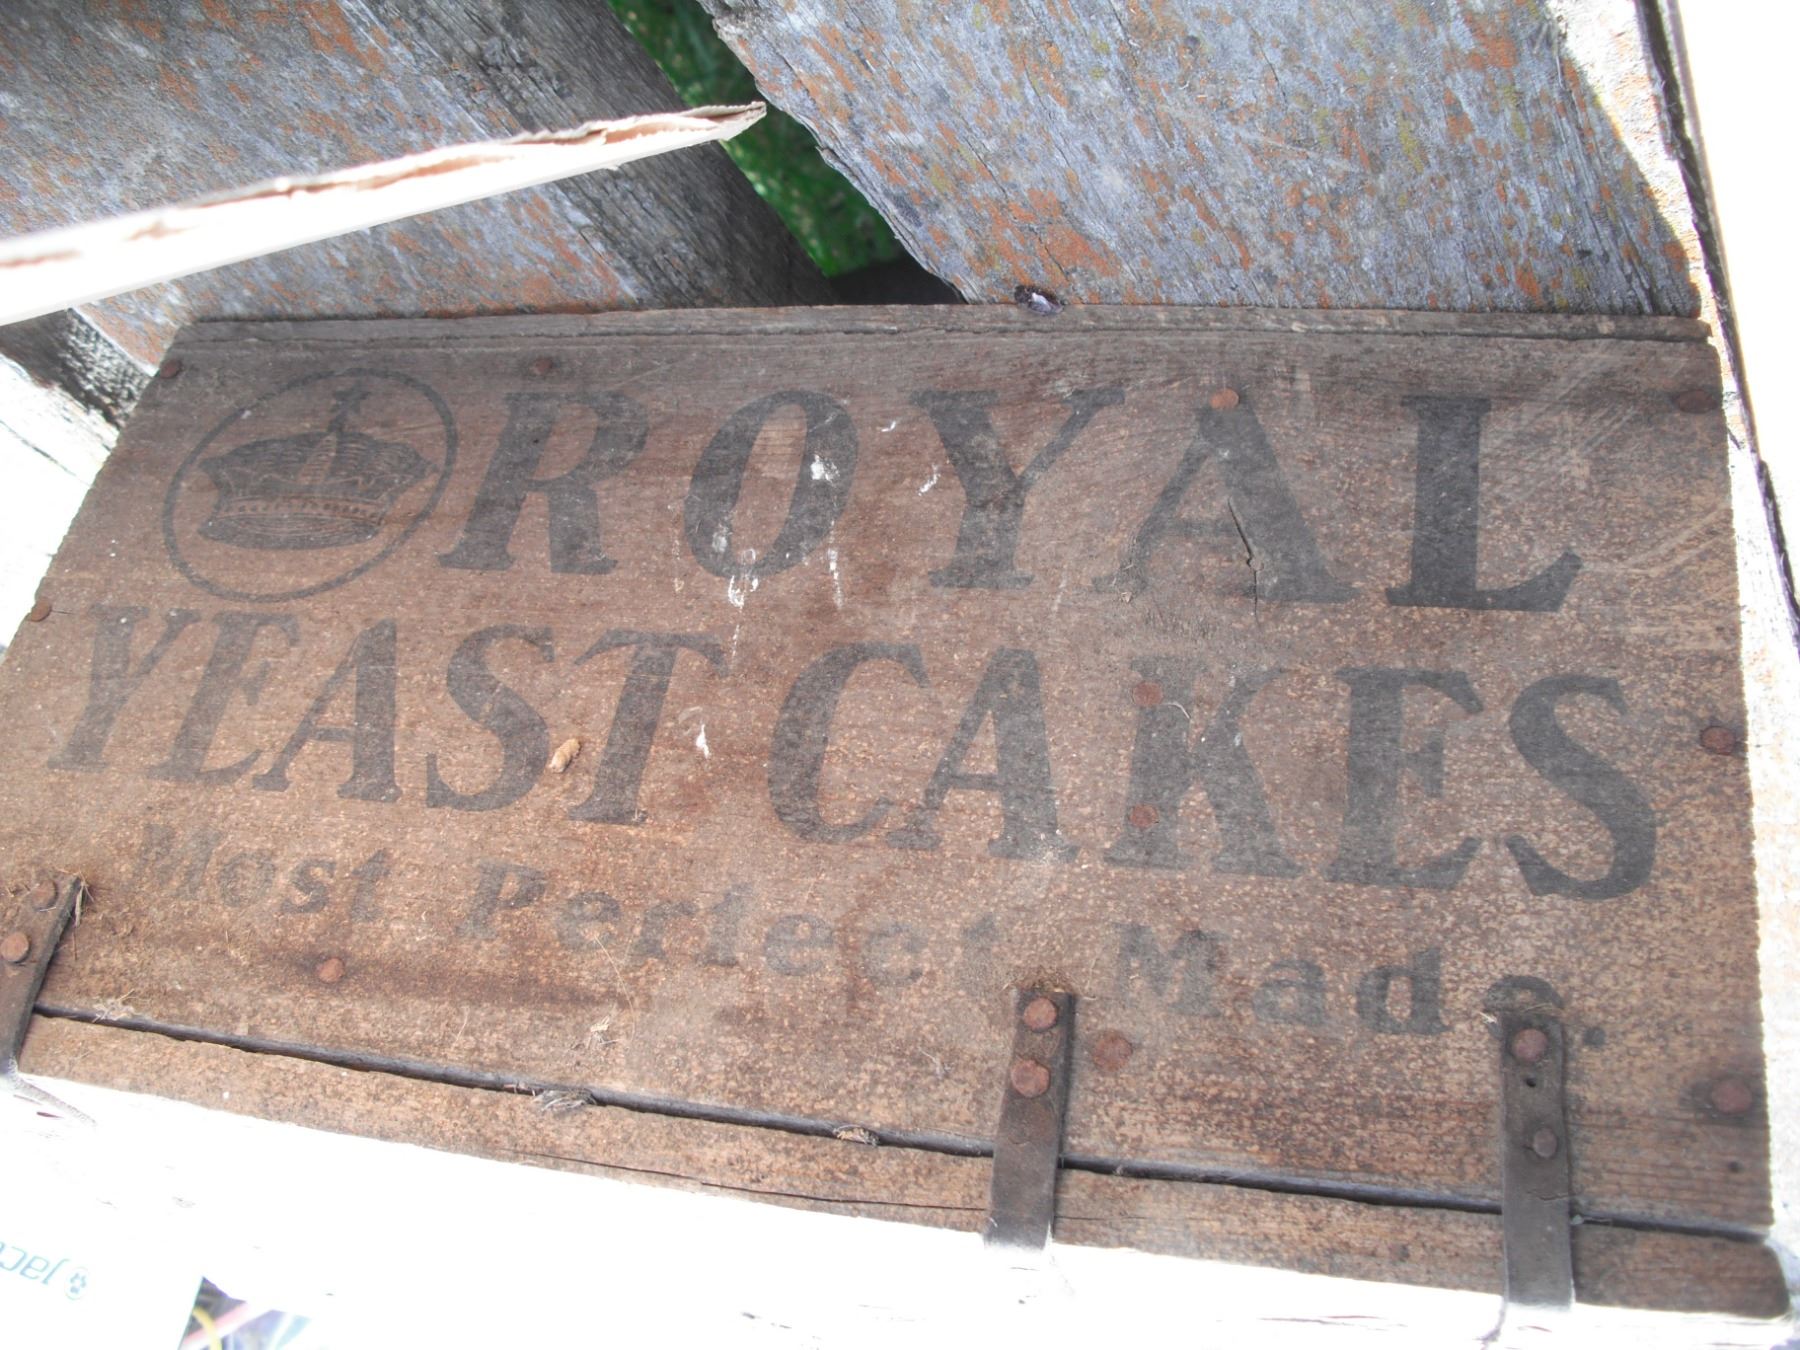 ROYAL
YEAST CAKES
Most Perfect Made.